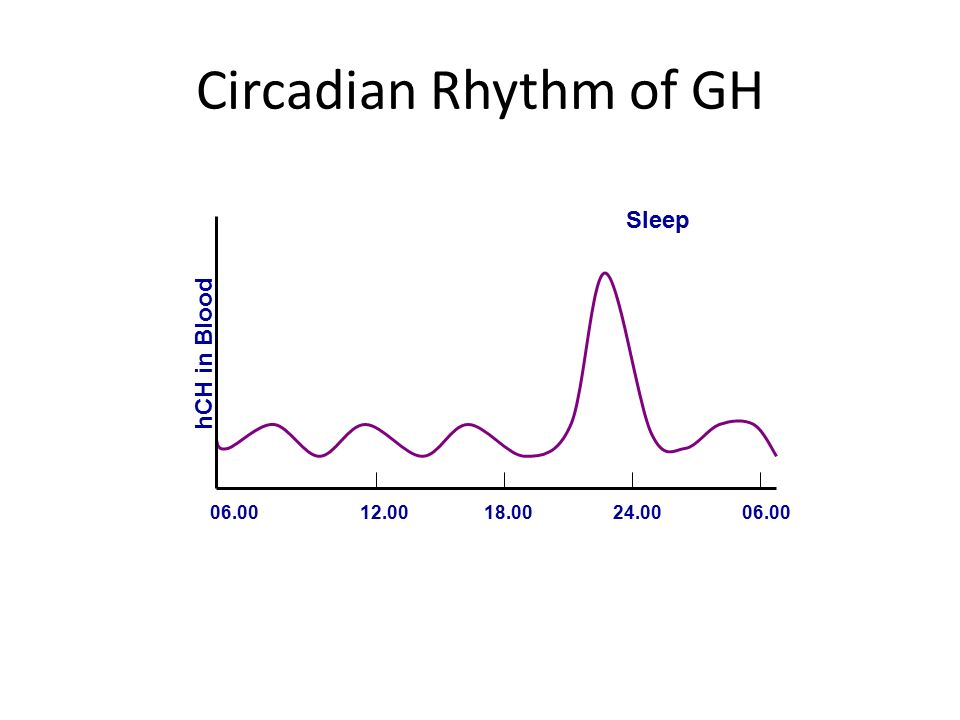 Circadian Rhythm of GH
Sleep
hCH in Blood
06.00 12.00 18.00 24.00 06.00